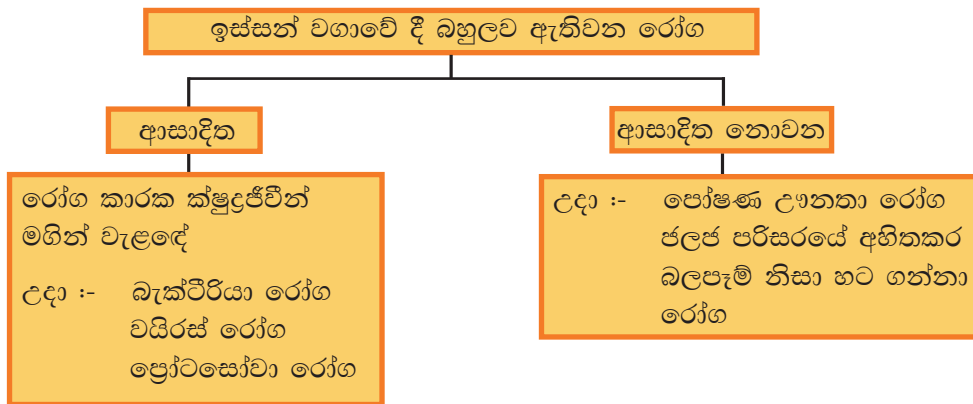 ඉස්සන් වගාවේ දී බහුලව ඇතිවන රෝග
ආසාදිත
ආසාදිත නොවන
රෝග කාරක ක්ෂුද්‍රජීවීන්
මගින් වැළඳේ
උදා :- බැක්ටීරියා රෝග
වයිරස් රෝග
ප්‍රෝටසෝවා රෝග
උදා :- පෝෂණ ඌනතා රෝග
ජලජ පරිසරයේ අහිතකර
බලපෑම් නිසා හට ගන්නා
රෝග